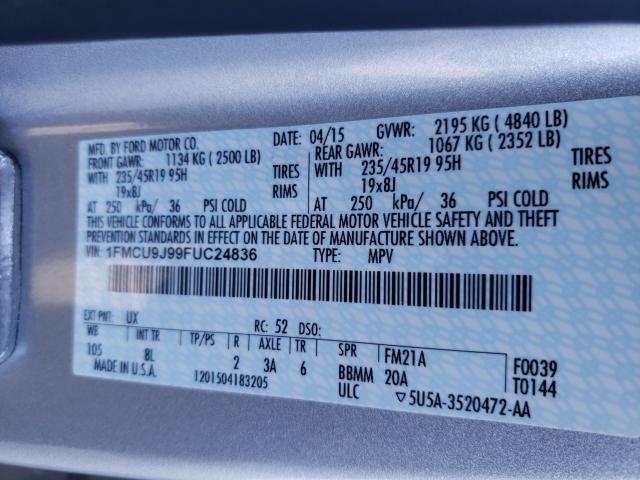 MFD. BY FORD MOTOR CO.
DATE: 04/15 GVWR: 2195 KG ( 4840 LB)
FRONT GAWR: 1134 KG ( 2500 LB) REAR GAWR: 1067 KG ( 2352 LB)
WITH 235/45R19 95H TIRES WITH 235/45R19 95H TIRES
19x8J RIMS 19x8J RIMS
AT 250 kPa/ 36 PSI COLD AT 250 kPa/ 36 PSI COLD
THIS VEHICLE CONFORMS TO ALL APPLICABLE FEDERAL MOTOR VEHICLE SAFETY AND THEFT
PREVENTION STANDARDS IN EFFECT ON THE DATE OF MANUFACTURE SHOWN ABOVE.
VIN: 1FMCU9J99FUC24836 TYPE: MPV
EXT PNT: UX RC: 52 DSO:
WB INT TR TP/PS R AXLE TR SPR FM21A F0039
105 8L 2 3A 6 BBMM 20A T0144
MADE IN U.S.A. 1201504183205 ULC ▽5U5A-3520472-AA